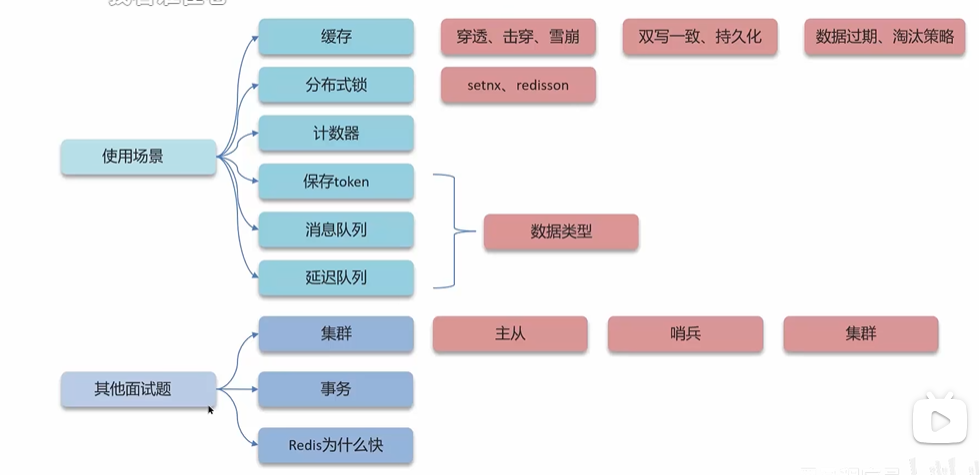 缓存
穿透、击穿、雪崩
双写一致、持久化
数据过期、淘汰策略
分布式锁
setnx、redisson
计数器
使用场景
保存token
消息队列
数据类型
延迟队列
集群
主从
哨兵
集群
其他面试题
事务
Redis为什么快